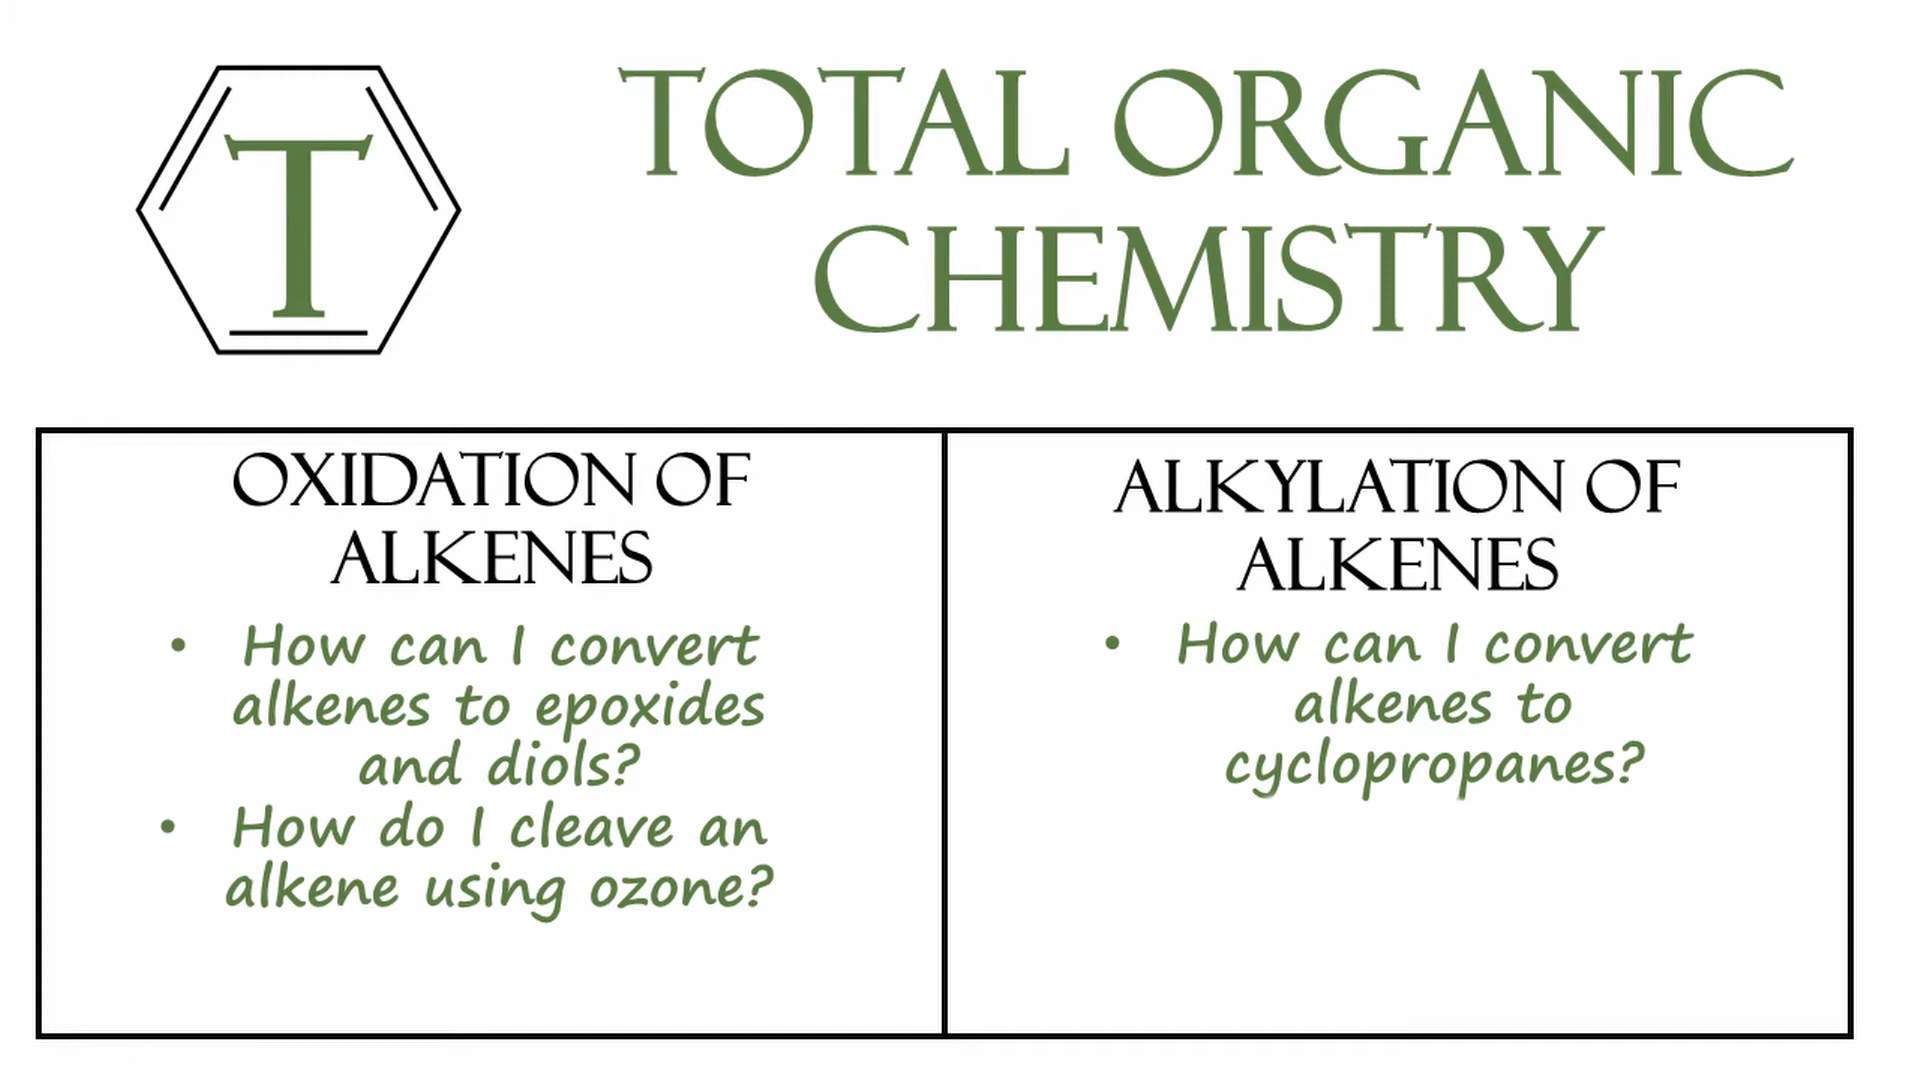 T
TOTAL ORGANIC
CHEMISTRY
OXIDATION OF
ALKENES
• How can I convert
alkenes to epoxides
and diols?
• How do I cleave an
alkene using ozone?
ALKYLATION OF
ALKENES
• How can I convert
alkenes to
cyclopropanes?